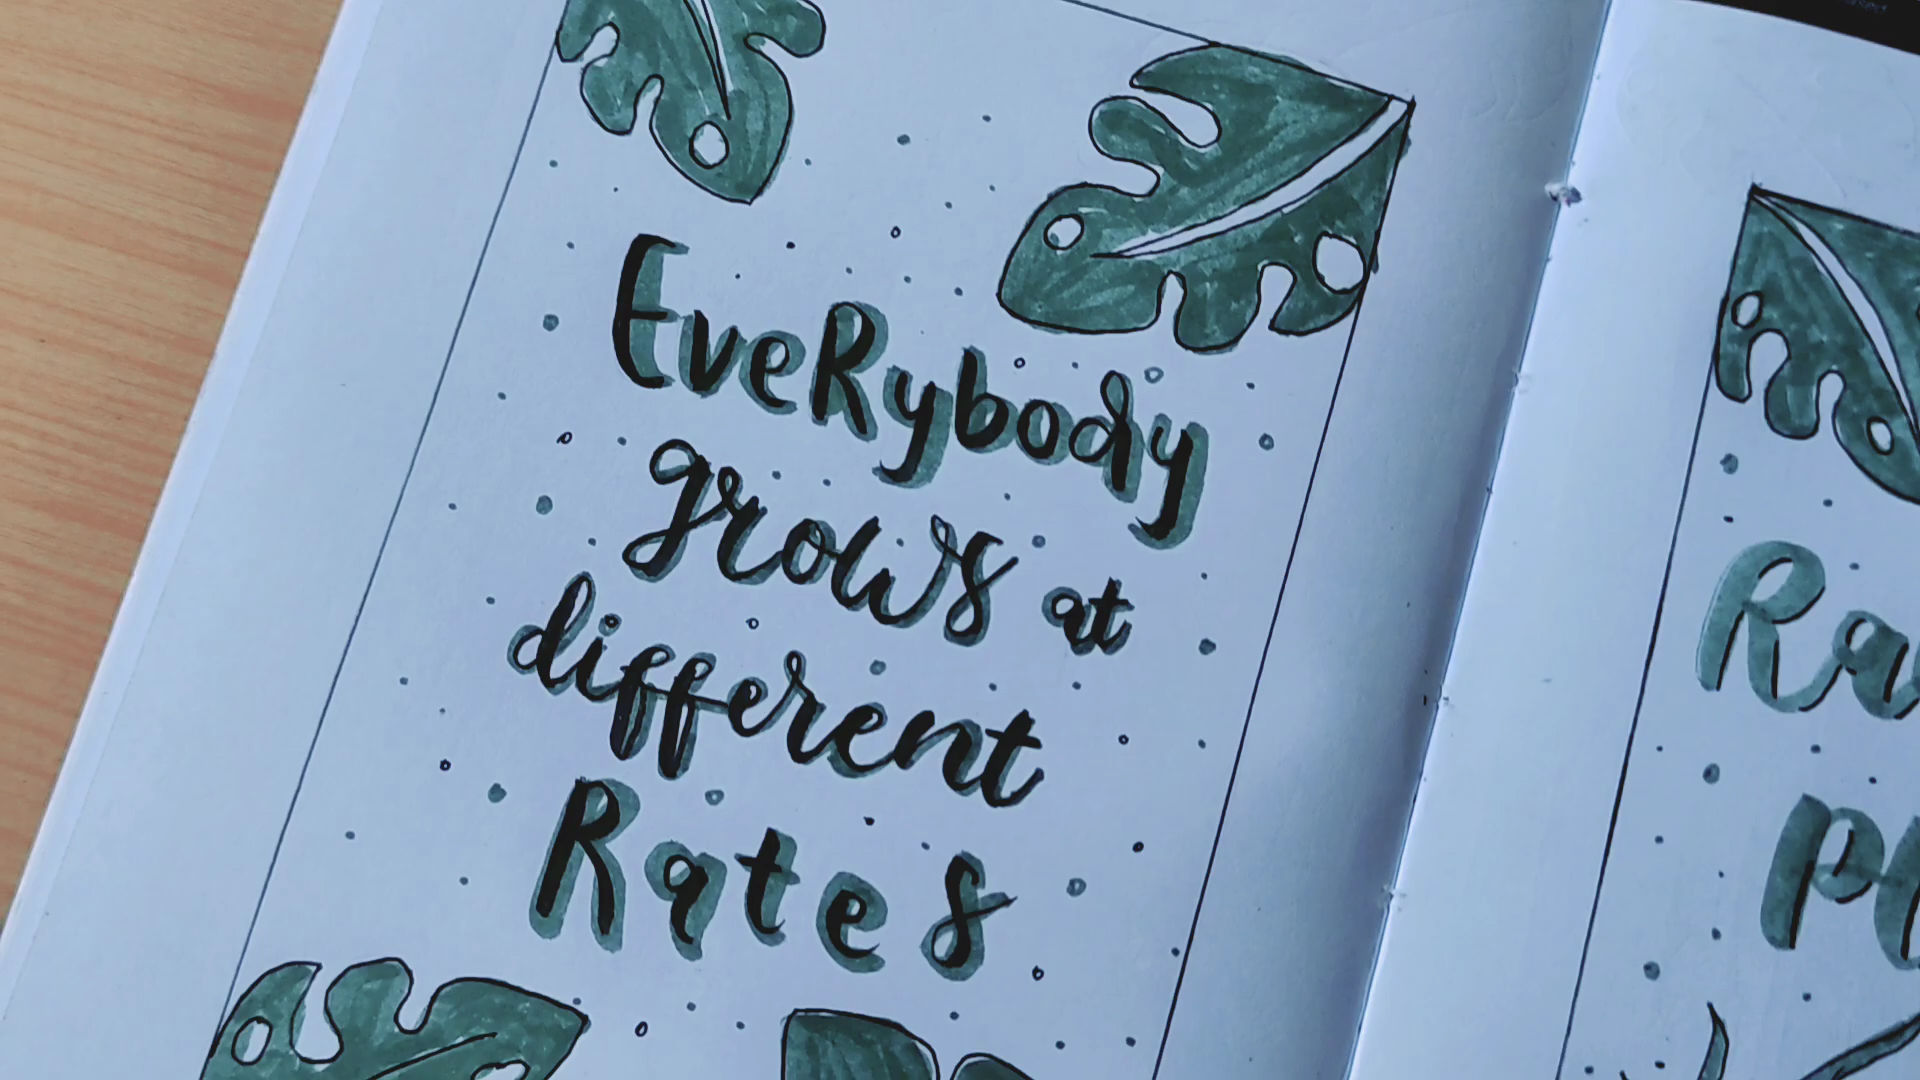 EveRybody
grows at
different
Rates